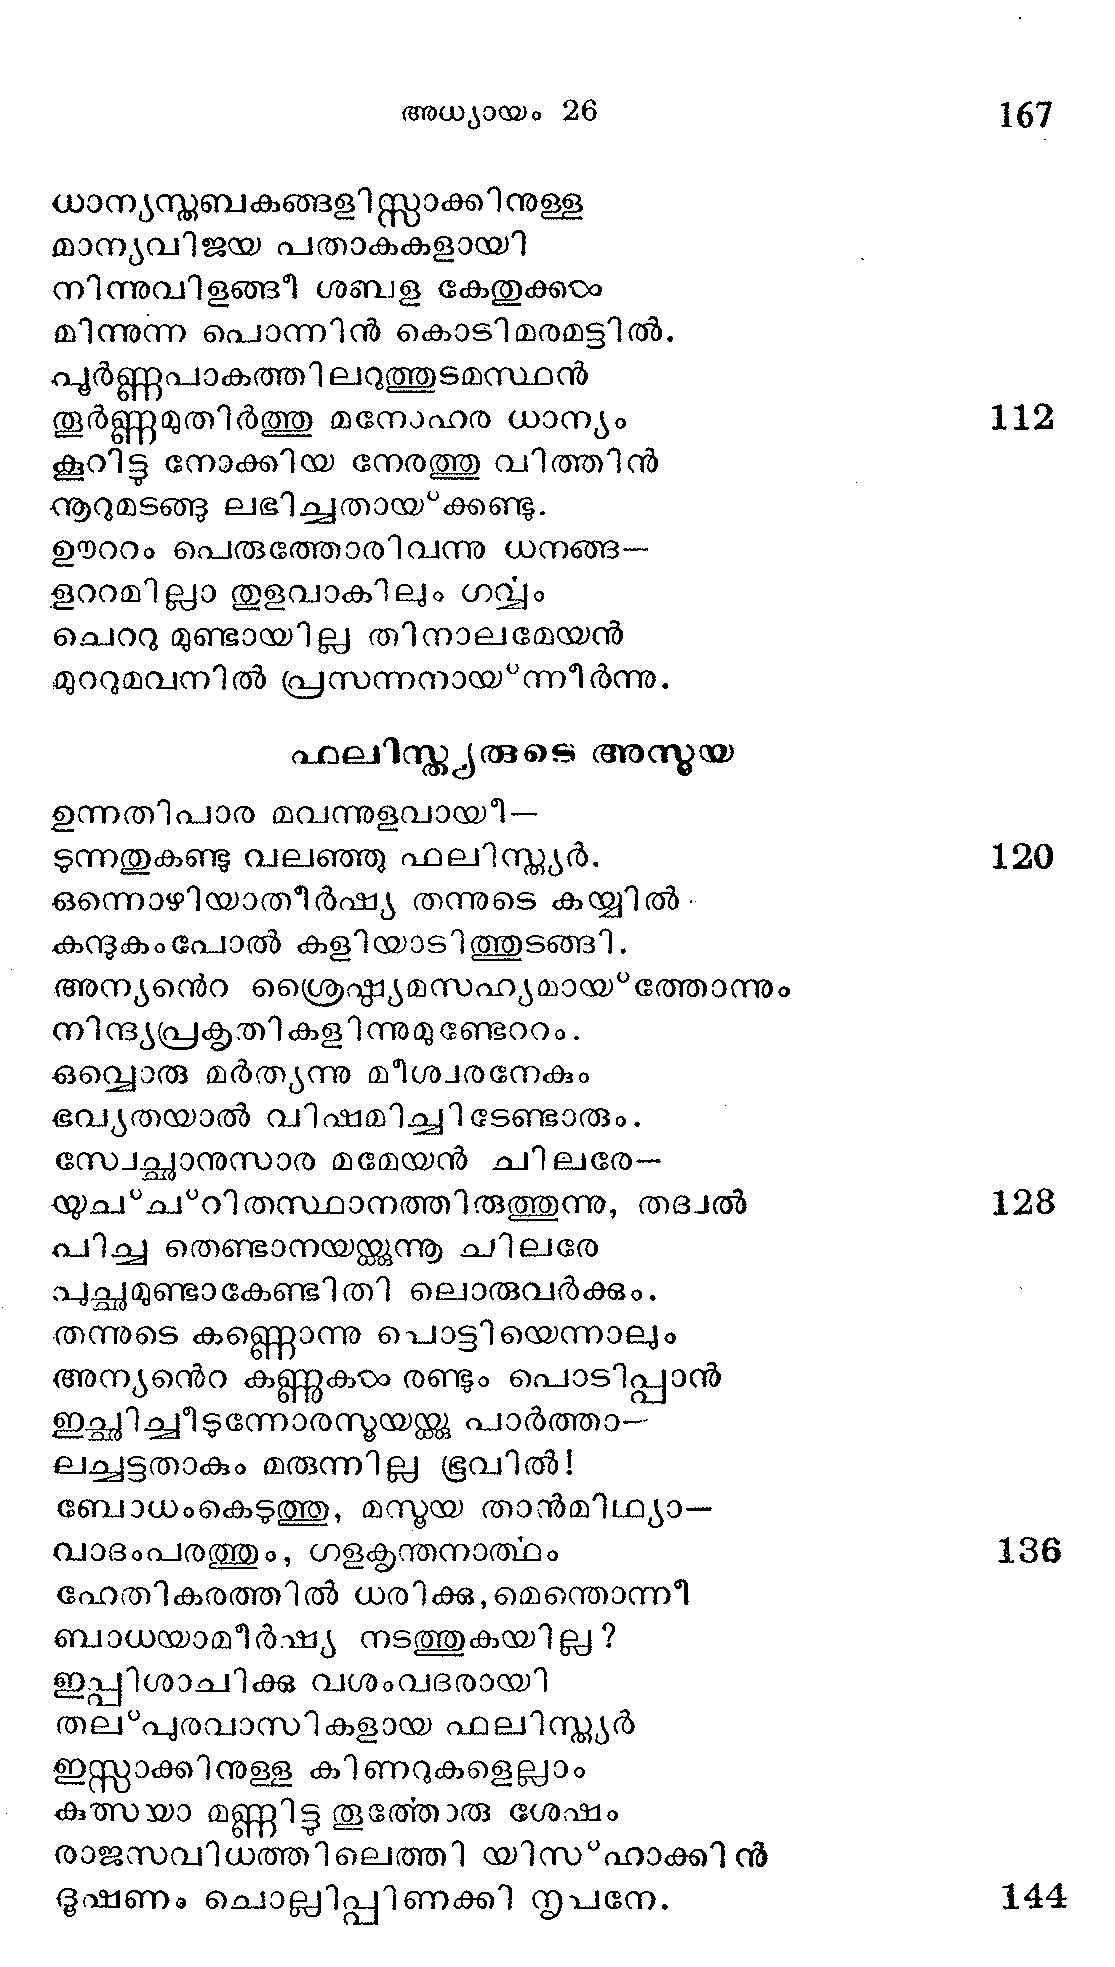 അധ്യായം 26 167
ധാന്യസ്തബകങ്ങളിസ്സാക്കിനുള്ള
മാന്യവിജയ പതാകകളായി
നിന്നുവിളങ്ങീ ശബള കേതുക്കൾ
മിന്നുന്ന പൊന്നിൻ കൊടിമരമട്ടിൽ.
പൂർണ്ണപാകത്തിലറുത്തുടമസ്ഥൻ
തൂർണ്ണമുതിർത്തു മനോഹര ധാന്യം 112
കൂറിട്ടു നോക്കിയ നേരത്തു വിത്തിൻ
നൂറുമടങ്ങു ലഭിച്ചതായ്ക്കണ്ടു.
ഊററം പെരുത്തോരിവന്നു ധനങ്ങ—
ളററമില്ലാ തുളവാകിലും ഗൎവ്വം
ചെററു മുണ്ടായില്ല തിനാലമേയൻ
മുററുമവനിൽ പ്രസന്നനായ്ന്നീർന്നു.
ഫലിസ്ത്യരുടെ അസൂയ
ഉന്നതിപാര മവന്നുളവായീ—
ടുന്നതുകണ്ടു വലഞ്ഞു ഫലിസ്ത്യർ. 120
ഒന്നൊഴിയാതീർഷ്യ തന്നുടെ കയ്യിൽ
കന്ദുകംപോൽ കളിയാടിത്തുടങ്ങി.
അന്യൻെറ ശ്രൈഷ്ഠ്യമസഹ്യമായ്ത്തോന്നും
നിന്ദ്യപ്രകൃതികളിന്നുമുണ്ടേററം.
ഒവ്വൊരു മർത്യന്നു മീശ്വരനേകും
ഭവ്യതയാൽ വിഷമിച്ചിടേണ്ടാരും.
സേച്ഛാനുസാര മമേയൻ ചിലരേ—
യുച്ച്റിതസ്ഥാനത്തിരുത്തുന്നു, തദ്വൽ 128
പിച്ച തെണ്ടാനയയ്ക്കുന്നൂ ചിലരേ
പുച്ഛമുണ്ടാകേണ്ടിതി ലൊരുവർക്കും.
തന്നുടെ കണ്ണൊന്നു പൊട്ടിയെന്നാലും
അന്യൻെറ കണ്ണുകൾ രണ്ടും പൊടിപ്പാൻ
ഇച്ഛിച്ചീടുന്നോരസൂയയ്ക്കു പാർത്താ—
ലച്ചട്ടതാകും മരുന്നില്ല ഭൂവിൽ!
ബോധംകെടുത്തു, മസൂയ താൻമിഥ്യാ—
വാദംപരത്തും, ഗളകൃന്തനാൎത്ഥം 136
ഹേതികരത്തിൽ ധരിക്കു,മെന്തൊന്നീ
ബാധയാമീർഷ്യ നടത്തുകയില്ല?
ഇപ്പിശാചിക്കു വശംവദരായി
തല്പുരവാസികളായ ഫലിസ്ത്യർ
ഇസ്സാക്കിനുള്ള കിണറുകളെല്ലാം
കുത്സയാ മണ്ണിട്ടു തൂൎത്തോരു ശേഷം
രാജസവിധത്തിലെത്തി യിസ്ഹാക്കിൻ
ദൂഷണം ചൊല്ലിപ്പിണക്കി നൃപനേ. 144